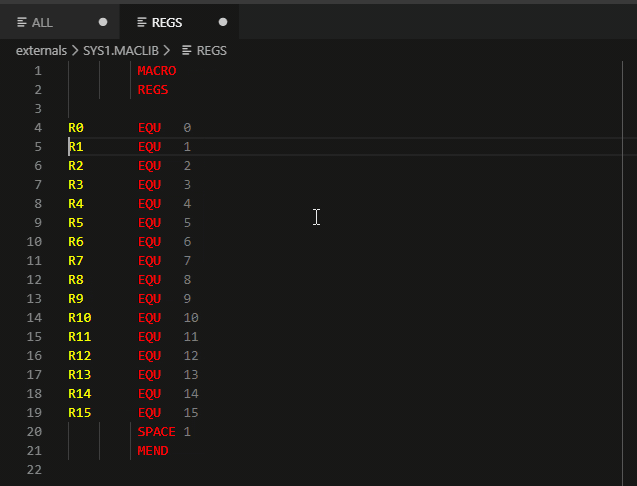 ALL REGS
externals > SYS1.MACLIB > REGS
1 MACRO
2 REGS
3
4 R0 EQU 0
5 R1 EQU 1
6 R2 EQU 2
7 R3 EQU 3
8 R4 EQU 4
9 R5 EQU 5
10 R6 EQU 6
11 R7 EQU 7
12 R8 EQU 8
13 R9 EQU 9
14 R10 EQU 10
15 R11 EQU 11
16 R12 EQU 12
17 R13 EQU 13
18 R14 EQU 14
19 R15 EQU 15
20 SPACE 1
21 MEND
22